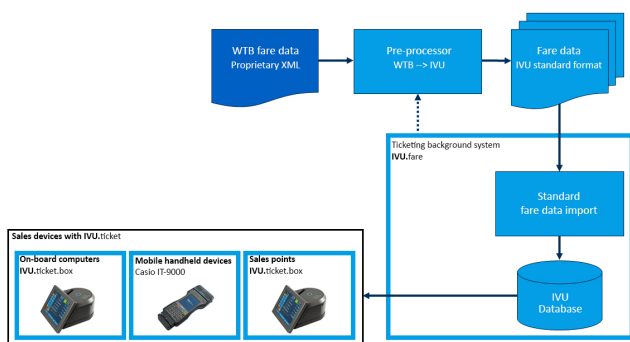 WTB fare data
Proprietary XML
Pre-processor
WTB --> IVU
Fare data
IVU standard format
Ticketing background system
IVU.fare
Standard
fare data import
IVU
Database
Sales devices with IVU.ticket
On-board computers
IVU.ticket.box
Mobile handheld devices
Casio IT-9000
Sales points
IVU.ticket.box